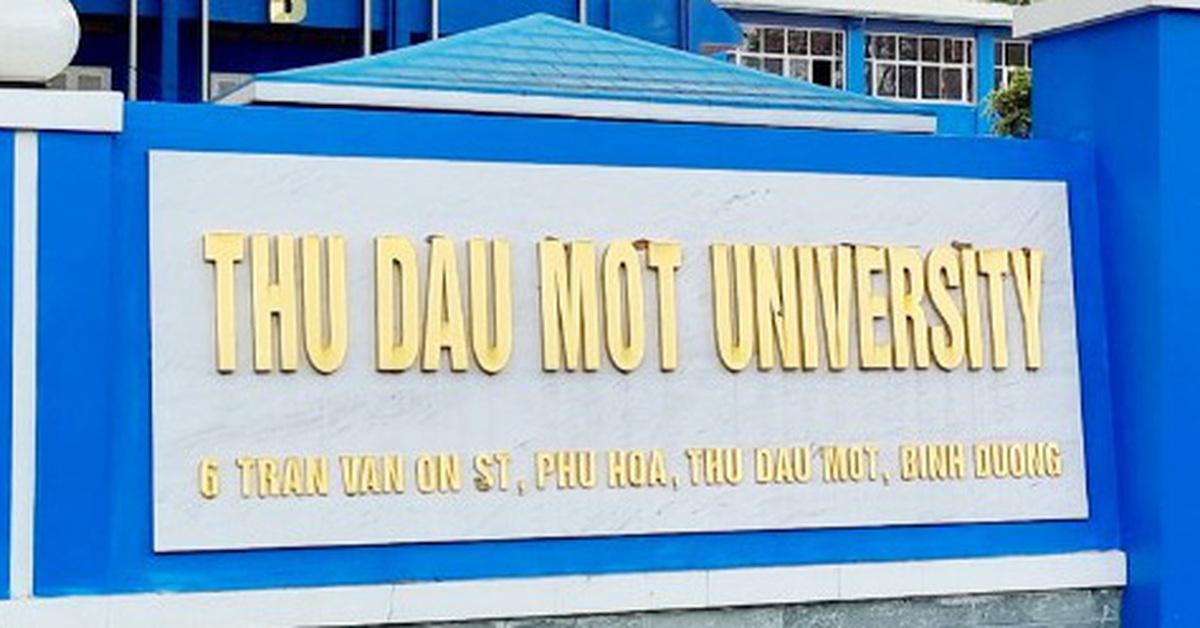 THU DAU MOT UNIVERSITY
6 TRAN VAN ON ST, PHU HOA, THU DAU MOT, BINH DUONG